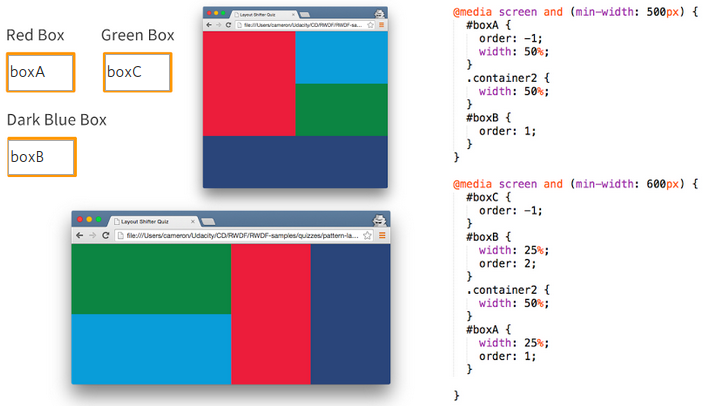 Red Box
Green Box
boxA
boxC
Dark Blue Box
boxB
Layout Shifter Quiz
file:///Users/cameron/Udacity/CD/RWDF/RWDF-sa...
Layout Shifter Quiz
file:///Users/cameron/Udacity/CD/RWDF/RWDF-samples/quizzes/pattern-la...
@media screen and (min-width: 500px) {
#boxA {
order: -1;
width: 50%;
}
.container2 {
width: 50%;
}
#boxB {
order: 1;
}
}
@media screen and (min-width: 600px) {
#boxC {
order: -1;
}
#boxB {
width: 25%;
order: 2;
}
.container2 {
width: 50%;
}
#boxA {
width: 25%;
order: 1;
}
}